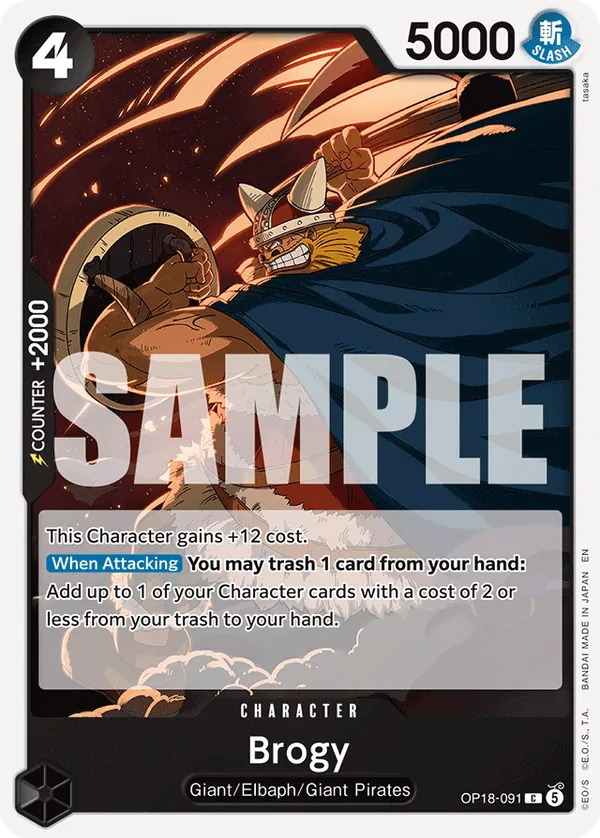 4
5000
斬
SLASH
tasaka
COUNTER +2000
SAMPLE
This Character gains +12 cost.
When Attacking You may trash 1 card from your hand:
Add up to 1 of your Character cards with a cost of 2 or
less from your trash to your hand.
CHARACTER
Brogy
Giant/Elbaph/Giant Pirates
OP18-091 C 5
©E.O/S ©E.O./S., T.A. BANDAI MADE IN JAPAN EN